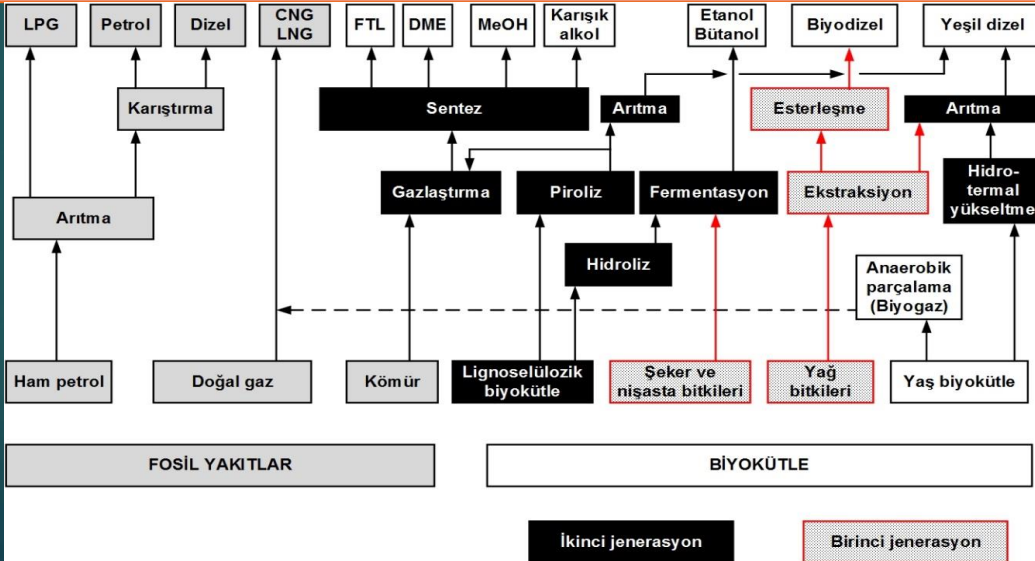 LPG
Petrol
Dizel
CNG
LNG
FTL
DME
MeOH
Karışık
alkol
Etanol
Bütanol
Biyodizel
Yeşil dizel
Karıştırma
Sentez
Arıtma
Esterleşme
Arıtma
Arıtma
Gazlaştırma
Piroliz
Fermentasyon
Ekstraksiyon
Hidro-
termal
yükseltme
Hidroliz
Anaerobik
parçalama
(Biyogaz)
Ham petrol
Doğal gaz
Kömür
Lignoselülozik
biyokütle
Şeker ve
nişasta bitkileri
Yağ
bitkileri
Yaş biyokütle
FOSİL YAKITLAR
BİYOKÜTLE
İkinci jenerasyon
Birinci jenerasyon